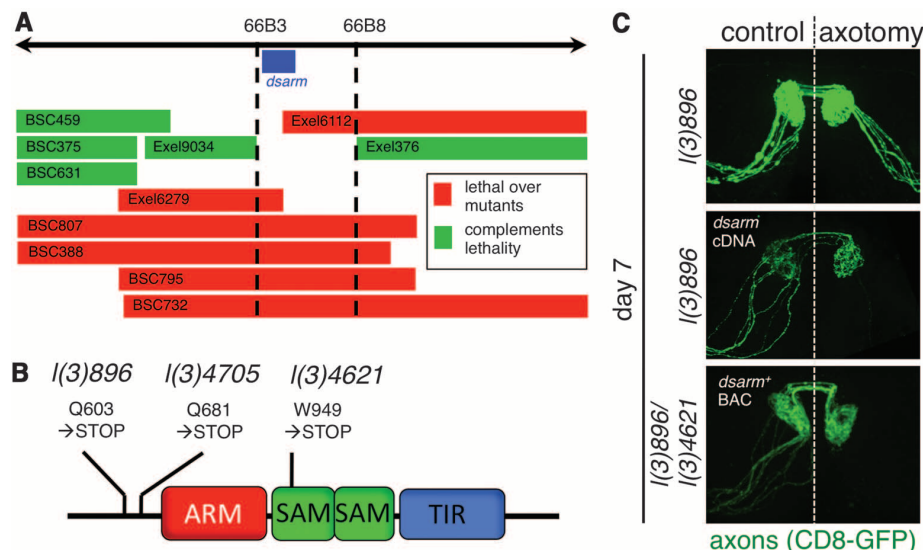 A
66B3
66B8
dsarm
BSC459
Exel6112
BSC375
Exel9034
Exel376
BSC631
Exel6279
BSC807
BSC388
BSC795
BSC732
lethal over
mutants
complements
lethality
B
l(3)896
l(3)4705
l(3)4621
Q603
→STOP
Q681
→STOP
W949
→STOP
ARM
SAM
SAM
TIR
C
control
axotomy
day 7
l(3)896
dsarm
cDNA
l(3)896
dsarm+
BAC
l(3)896/
l(3)4621
axons (CD8-GFP)